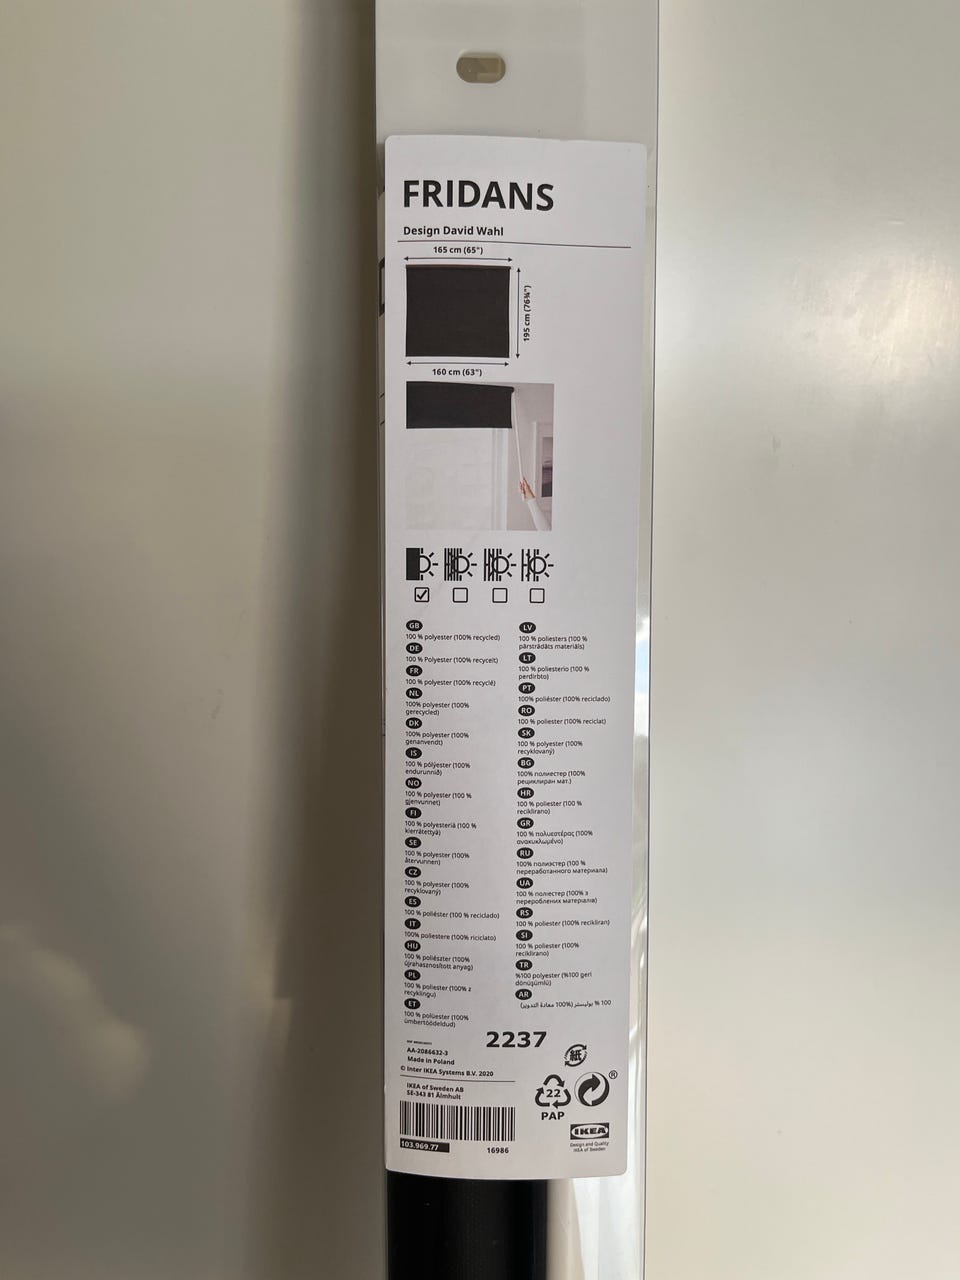 FRIDANS
Design David Wahl
165 cm (65")
195 cm (76¾")
160 cm (63")
GB
100 % polyester (100% recycled)
DE
100 % Polyester (100% recycelt)
FR
100 % polyester (100% recyclé)
NL
100% polyester (100%
gerecycled)
DK
100% polyester (100%
genanvendt)
IS
100 % pólýester (100%
endurunnið)
NO
100 % polyester (100 %
gjenvunnet)
FI
100 % polyesteriä (100 %
kierrätettyä)
SE
100 % polyester (100%
återvunnen)
CZ
100 % polyester (100%
recyklovaný)
ES
100 % poliéster (100 % reciclado)
IT
100% poliestere (100% riciclato)
HU
100 % poliészter (100%
újrahasznosított anyag)
PL
100 % poliester (100% z
recyklingu)
ET
100 % polüester (100%
ümbertöödeldud)
LV
100 % poliesters (100 %
pārstrādāts materiāls)
LT
100 % poliesterio (100 %
perdirbto)
PT
100% poliéster (100% reciclado)
RO
100 % poliester (100% reciclat)
SK
100 % polyester (100%
recyklovaný)
BG
100% полиестер (100%
рециклиран мат.)
HR
100 % poliester (100 %
reciklirano)
GR
100 % πολυεστέρας (100%
ανακυκλωμένο)
RU
100% полиэстер (100 %
переработанного материала)
UA
100 % поліестер (100% з
перероблених матеріалів)
RS
100 % poliester (100% recikliran)
SI
100 % poliester (100%
reciklirano)
TR
%100 polyester (%100 geri
dönüşümlü)
AR
100 % بوليستر (100% معادة التدوير)
2237
AA-2086632-3
Made in Poland
© Inter IKEA Systems B.V. 2020
IKEA of Sweden AB
SE-343 81 Älmhult
103.969.77
16986
紙
22
PAP
®
IKEA
Design and Quality
IKEA of Sweden